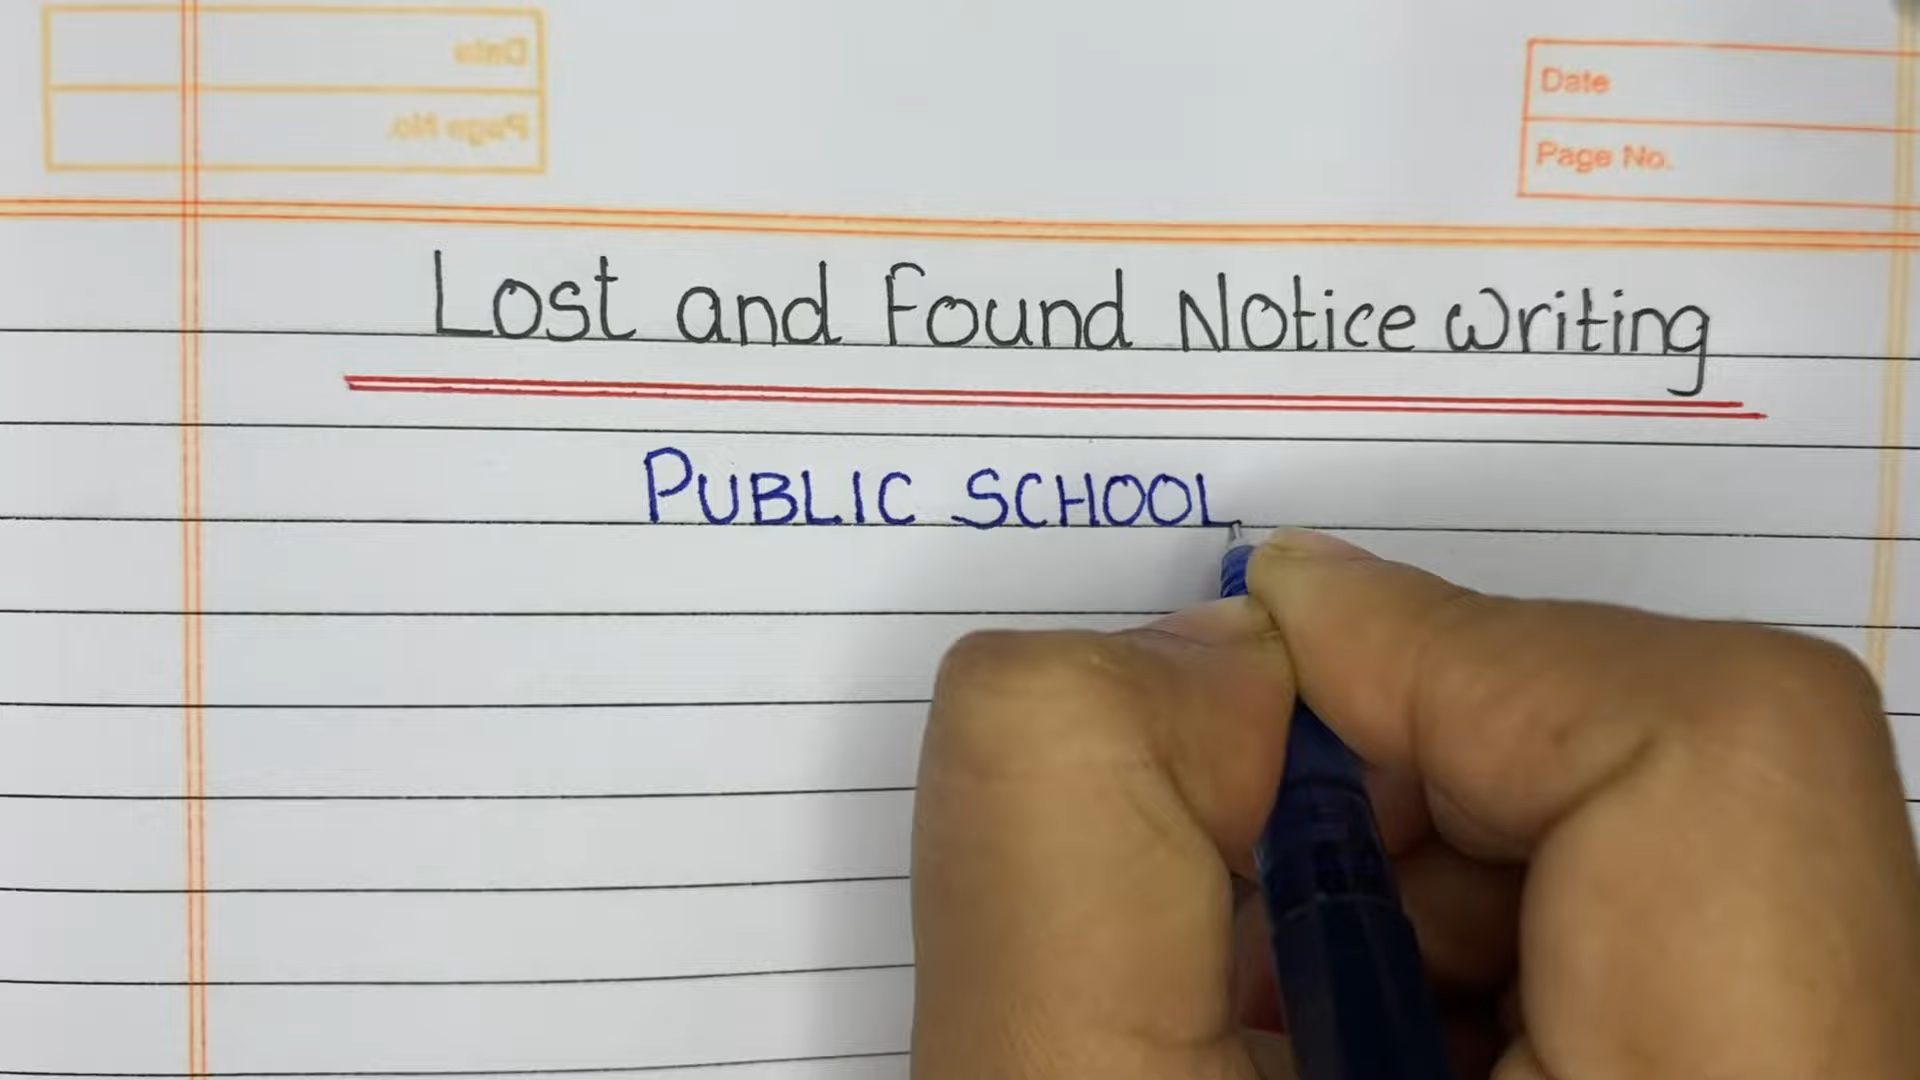 Date
Page No.
Date
Page No.
Lost and Found Notice Writing
PUBLIC SCHOOL